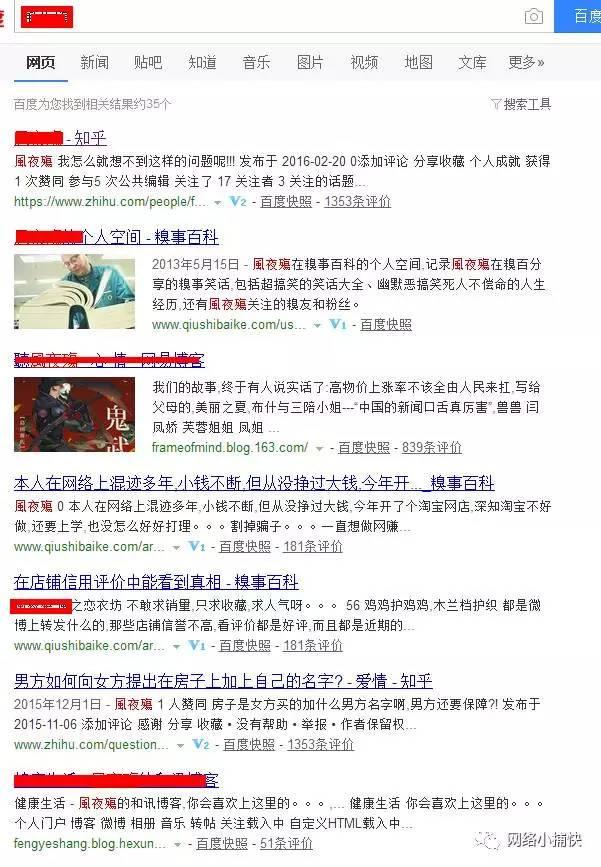 百度
网页 新闻 贴吧 知道 音乐 图片 视频 地图 文库 更多»
百度为您找到相关结果约35个 搜索工具
- 知乎
風夜殤 我怎么就想不到这样的问题呢!!! 发布于 2016-02-20 0添加评论 分享收藏 个人成就 获得
1 次赞同 参与5 次公共编辑 关注了 17 关注者 3 关注的话题...
https://www.zhihu.com/people/f... V2 - 百度快照 - 1353条评价
个人空间 - 糗事百科
2013年5月15日 - 風夜殤在糗事百科的个人空间,记录風夜殤在糗百分
享的糗事笑话,包括超搞笑的笑话大全、幽默恶搞笑死人不偿命的人生
经历,还有風夜殤关注的糗友和粉丝。
www.qiushibaike.com/us... V1 - 百度快照
聽風夜殤 - 心 情 - 网易博客
我们的故事,终于有人说实话了:高物价上涨率不该全由人民来扛,写给
父母的,美丽之夏,布什与三陪小姐---“中国的新闻口舌真厉害”,兽兽 闫
凤娇 芙蓉姐姐 凤姐 ...
frameofmind.blog.163.com/ - 百度快照 - 839条评价
鬼武
本人在网络上混迹多年,小钱不断,但从没挣过大钱,今年开..._糗事百科
風夜殤 0 本人在网络上混迹多年,小钱不断,但从没挣过大钱,今年开了个淘宝网店,深知淘宝不好
做,还要上学,也没怎么好好打理。。。割掉骗子。。。一直想做网赚...
www.qiushibaike.com/ar... V1 - 百度快照 - 181条评价
在店铺信用评价中能看到真相 - 糗事百科
之恋衣坊 不敢求销量,只求收藏,求人气呀。。。 56 鸡鸡护鸡鸡,木兰档护织 都是微
博上转发什么的,那些店铺信誉不高,看评价都是好评,而且都是近期的...
www.qiushibaike.com/ar... V1 - 百度快照 - 181条评价
男方如何向女方提出在房子上加上自己的名字? - 爱情 - 知乎
2015年12月1日 - 風夜殤 1 人赞同 房子是女方买的加什么男方名字啊,男方还要保障?! 发布于
2015-11-06 添加评论 感谢 分享 收藏 • 没有帮助 • 举报 • 作者保留权...
www.zhihu.com/question... V2 - 百度快照 - 1353条评价
健康生活 - 風夜殤的和讯博客,你会喜欢上这里的。。。,... 健康生活 你会喜欢上这里的。。。
个人门户 博客 微博 相册 音乐 转帖 关注载入中 自定义HTML载入中...
fengyeshang.blog.hexun... - 百度快照 - 51条评价
网络小捕快